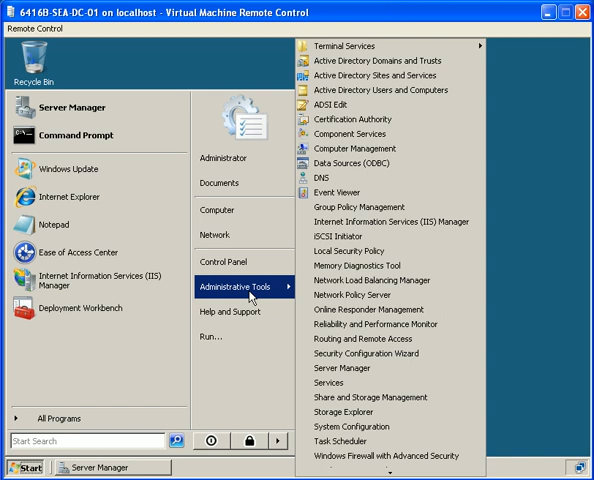 6416B-SEA-DC-01 on localhost - Virtual Machine Remote Control
Remote Control
Recycle Bin
Server Manager
Command Prompt
Windows Update
Internet Explorer
Notepad
Ease of Access Center
Internet Information Services (IIS)
Manager
Deployment Workbench
All Programs
Start Search
Administrator
Documents
Computer
Network
Control Panel
Administrative Tools
Help and Support
Run...
Terminal Services
Active Directory Domains and Trusts
Active Directory Sites and Services
Active Directory Users and Computers
ADSI Edit
Certification Authority
Component Services
Computer Management
Data Sources (ODBC)
DNS
Event Viewer
Group Policy Management
Internet Information Services (IIS) Manager
iSCSI Initiator
Local Security Policy
Memory Diagnostics Tool
Network Load Balancing Manager
Network Policy Server
Online Responder Management
Reliability and Performance Monitor
Routing and Remote Access
Security Configuration Wizard
Server Manager
Services
Share and Storage Management
Storage Explorer
System Configuration
Task Scheduler
Windows Firewall with Advanced Security
Start
Server Manager